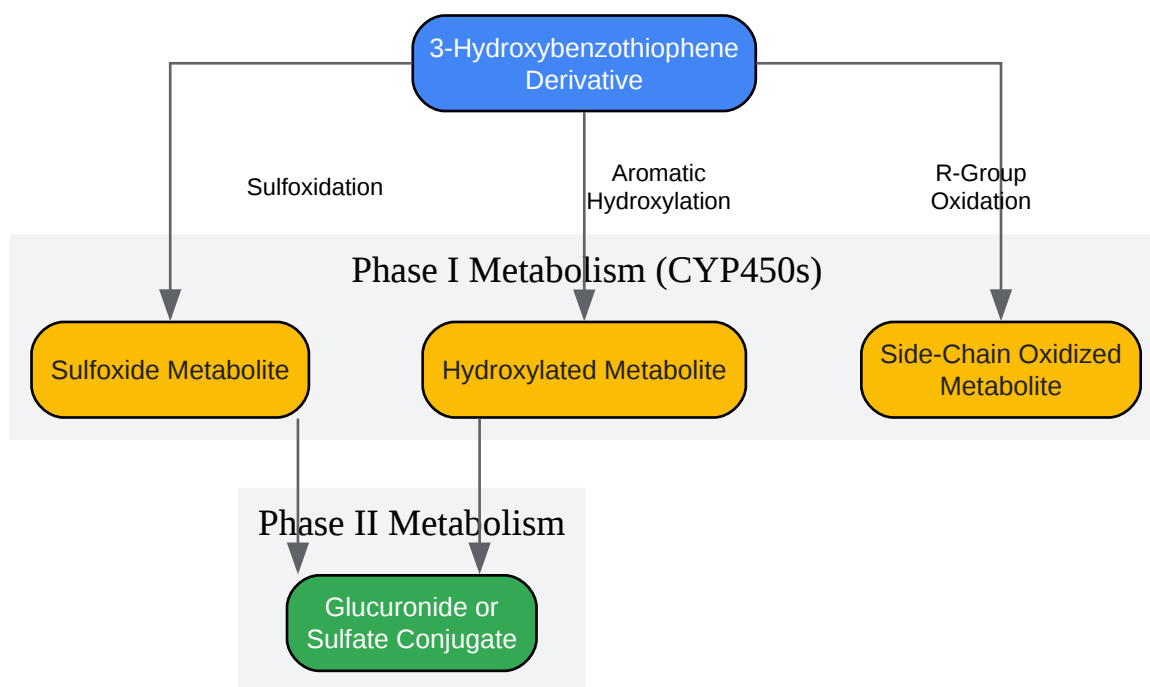 3-Hydroxybenzothiophene
Derivative
Sulfoxidation
Aromatic
Hydroxylation
R-Group
Oxidation
Phase I Metabolism (CYP450s)
Sulfoxide Metabolite
Hydroxylated Metabolite
Side-Chain Oxidized
Metabolite
Phase II Metabolism
Glucuronide or
Sulfate Conjugate